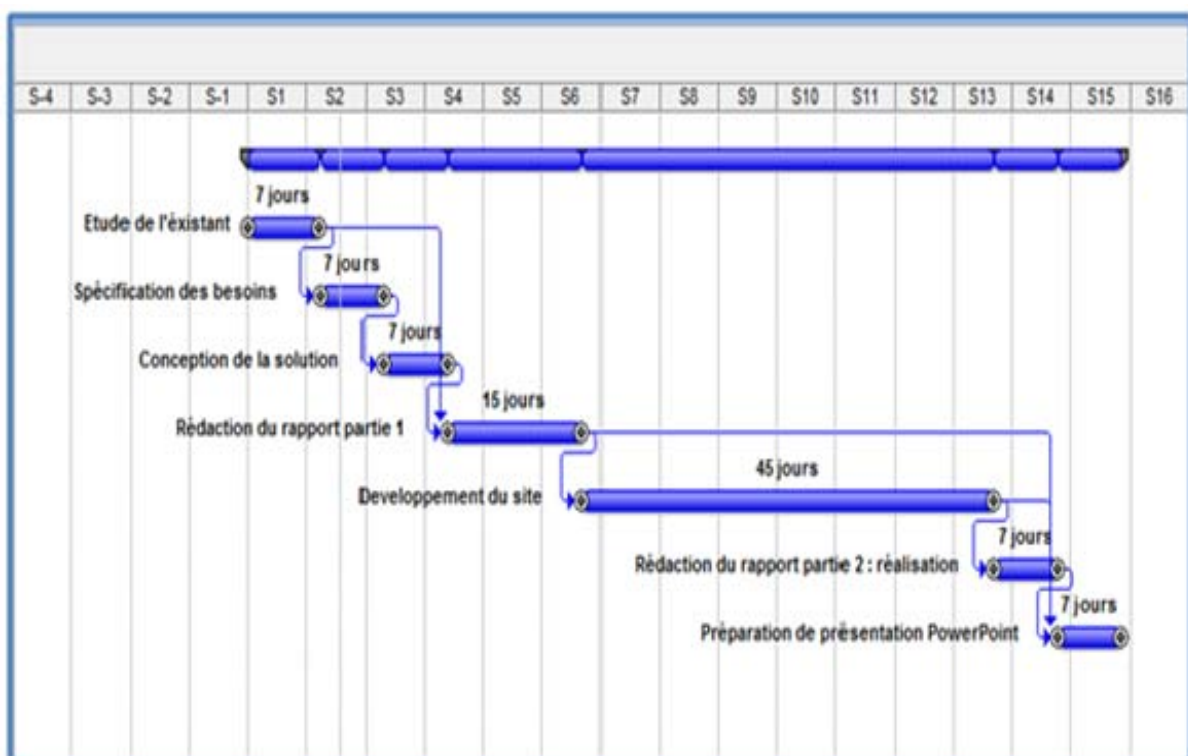 S-4 S-3 S-2 S-1 S1 S2 S3 S4 S5 S6 S7 S8 S9 S10 S11 S12 S13 S14 S15 S16
7 jours
Etude de l'éxistant
7 jours
Spécification des besoins
7 jours
Conception de la solution
15 jours
Rédaction du rapport partie 1
45 jours
Developpement du site
7 jours
Rédaction du rapport partie 2 : réalisation
7 jours
Préparation de présentation PowerPoint